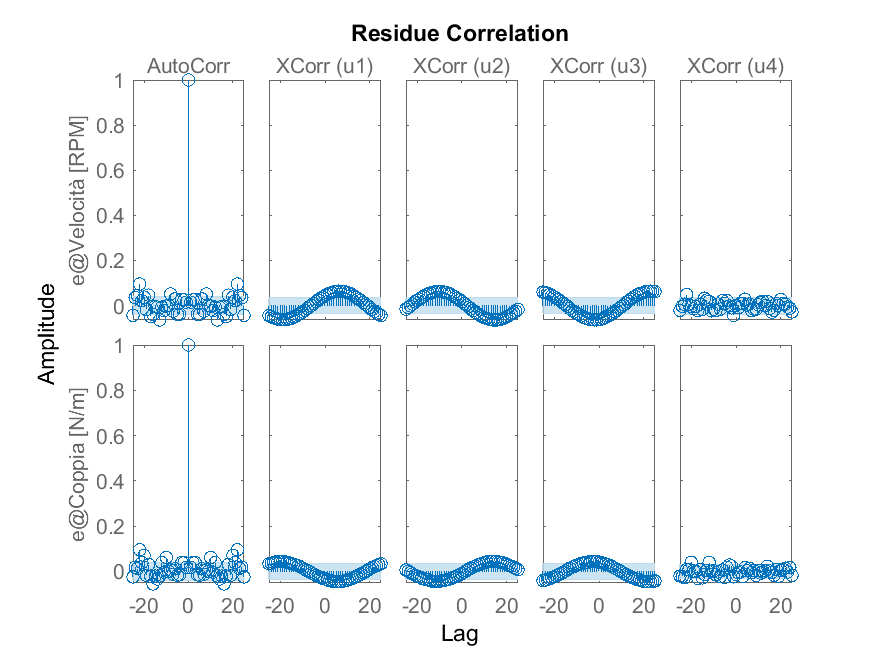 Residue Correlation
AutoCorr XCorr (u1) XCorr (u2) XCorr (u3) XCorr (u4)
Amplitude
e@Velocità [RPM]
1
0.8
0.6
0.4
0.2
0
e@Coppia [N/m]
1
0.8
0.6
0.4
0.2
0
-20 0 20 -20 0 20 -20 0 20 -20 0 20 -20 0 20
Lag